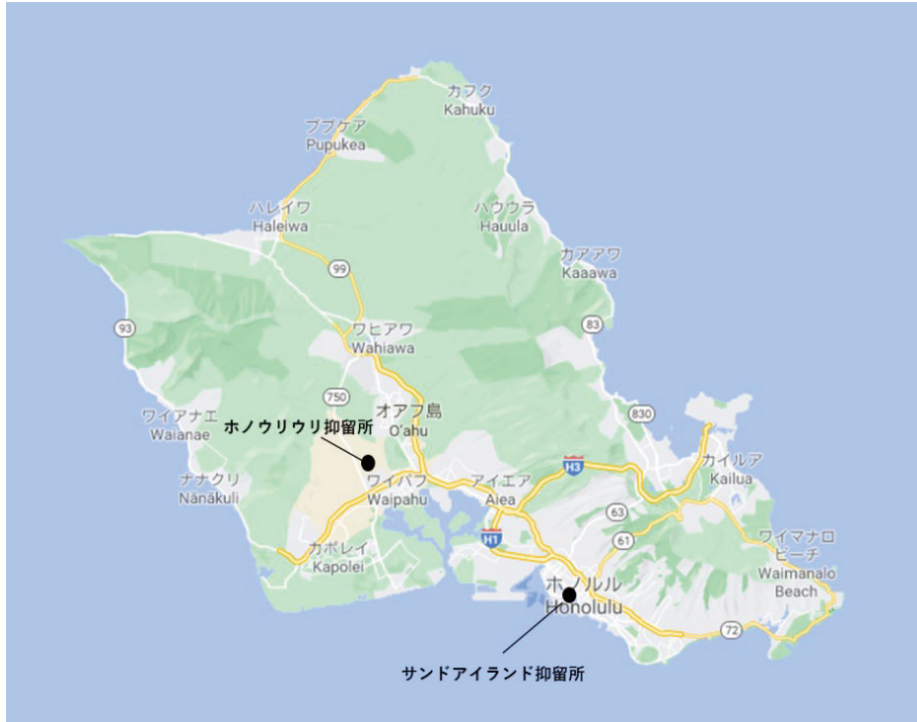 カフク
Kahuku
ププケア
Pupukea
ハレイワ
Haleiwa
ハウウラ
Hauula
カアアワ
Kaaawa
99
93
83
ワヒアワ
Wahiawa
750
オアフ島
O'ahu
ワイアナエ
Waianae
ホノウリウリ抑留所
830
ナナクリ
Nānākuli
ワイパフ
Waipahu
アイエア
Aiea
H3
カイルア
Kailua
63
61
H1
カポレイ
Kapolei
ワイマナロ
ビーチ
Waimanalo
Beach
ホノルル
Honolulu
72
サンドアイランド抑留所